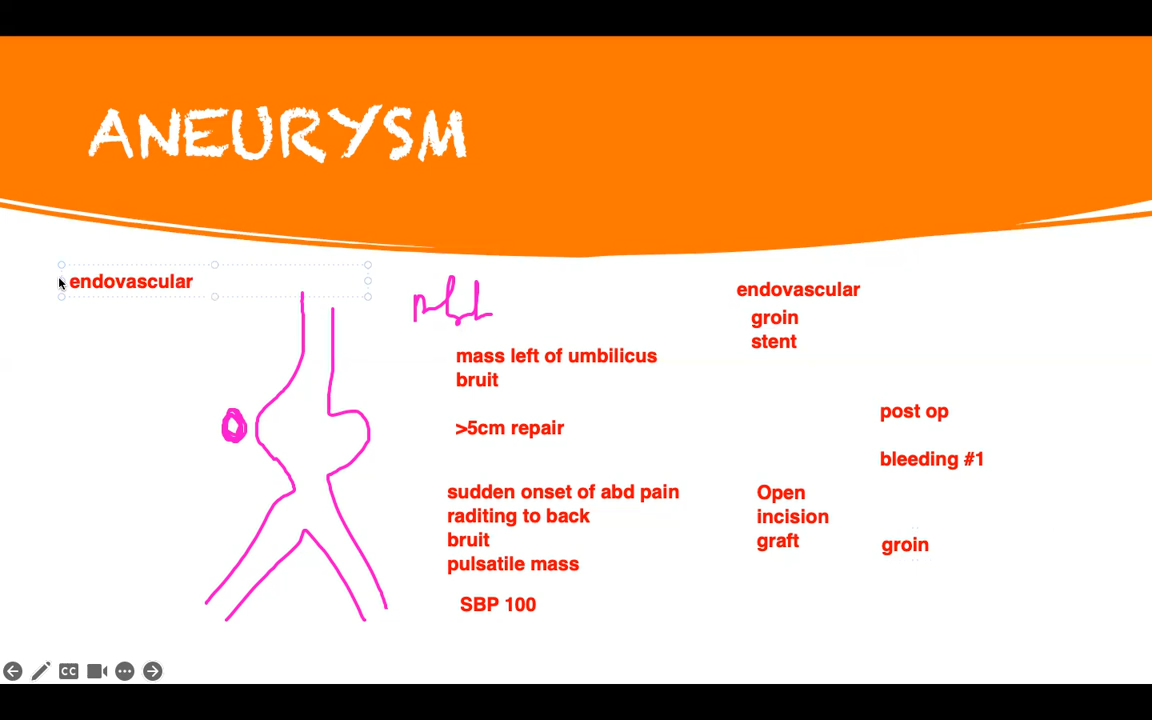 ANEURYSM
endovascular
mass left of umbilicus
bruit
>5cm repair
sudden onset of abd pain
raditing to back
bruit
pulsatile mass
SBP 100
endovascular
groin
stent
Open
incision
graft
post op
bleeding #1
groin
CC